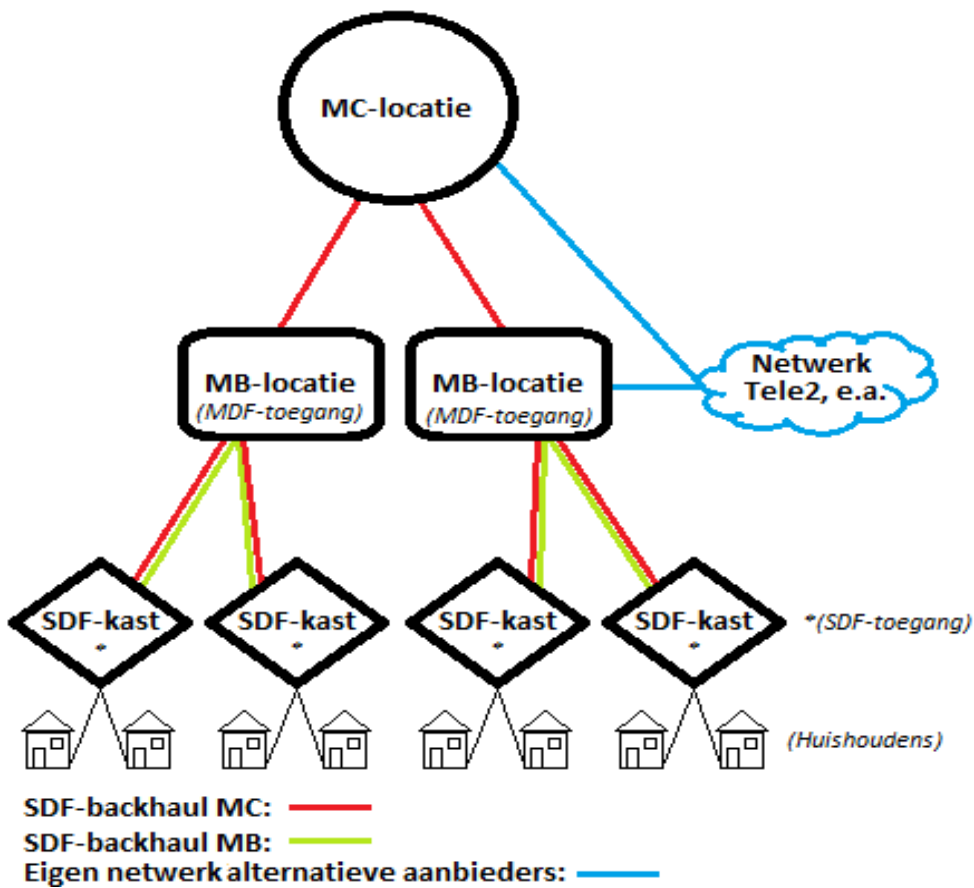 MC-locatie
MB-locatie
(MDF-toegang)
MB-locatie
(MDF-toegang)
Netwerk
Tele2, e.a.
SDF-kast
*
SDF-kast
*
SDF-kast
*
SDF-kast
*
*(SDF-toegang)
(Huishoudens)
SDF-backhaul MC:
SDF-backhaul MB:
Eigen netwerk alternatieve aanbieders: